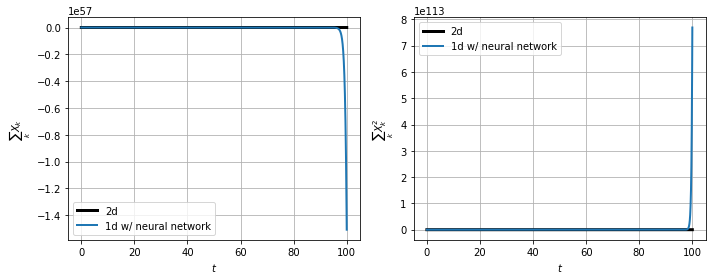 1e57
0.0
−0.2
−0.4
−0.6
−0.8
−1.0
−1.2
−1.4
0 20 40 60 80 100
t
∑ₖ Xₖ
2d
1d w/ neural network
1e113
8
7
6
5
4
3
2
1
0
0 20 40 60 80 100
t
∑ₖ Xₖ²
2d
1d w/ neural network